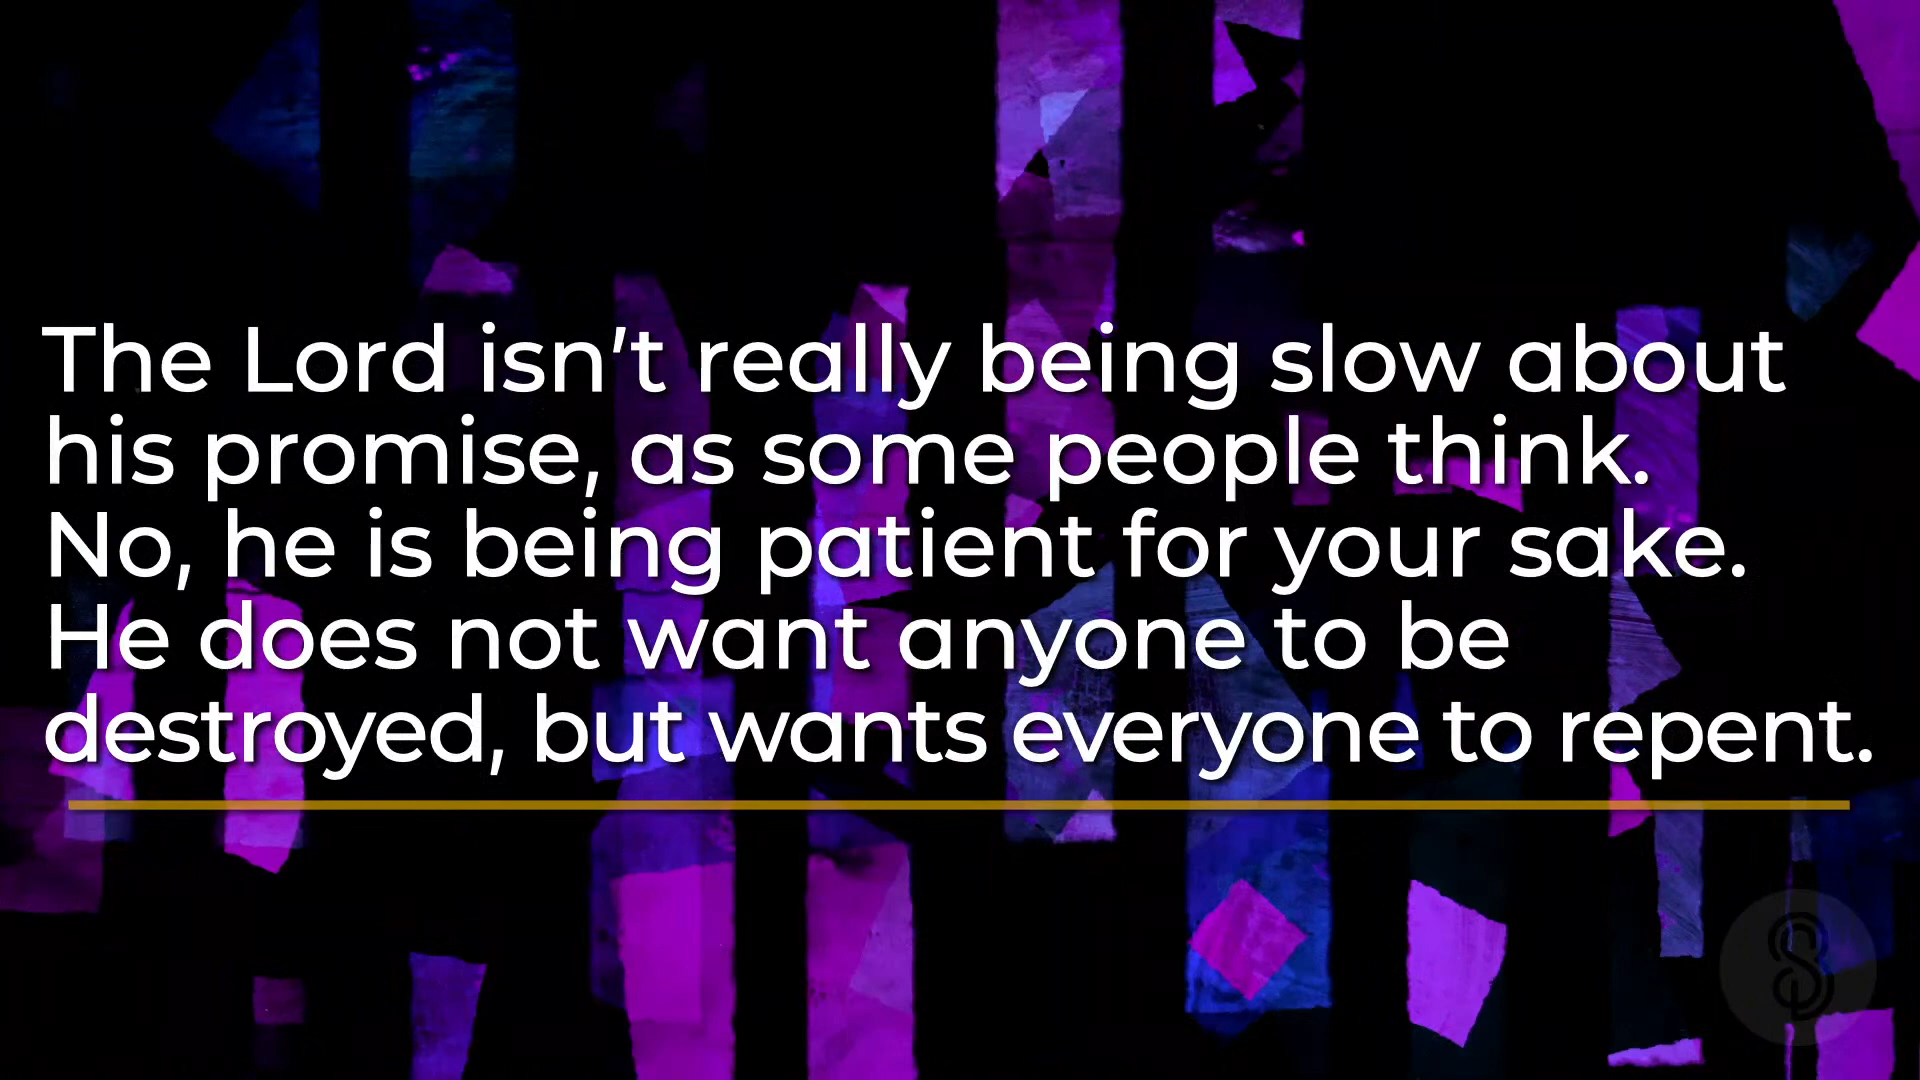 The Lord isn’t really being slow about
his promise, as some people think.
No, he is being patient for your sake.
He does not want anyone to be
destroyed, but wants everyone to repent.